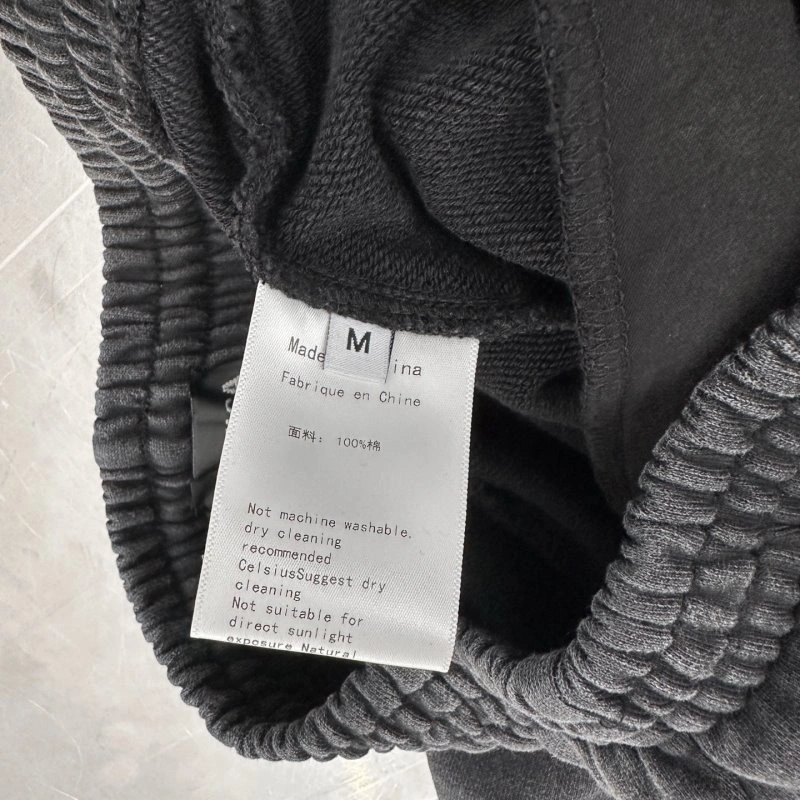 M
Made
ina
Fabrique en Chine
面料: 100%棉
Not machine washable.
dry cleaning
recommended
CelsiusSuggest dry
cleaning
Not suitable for
direct sunlight
exposure Natural